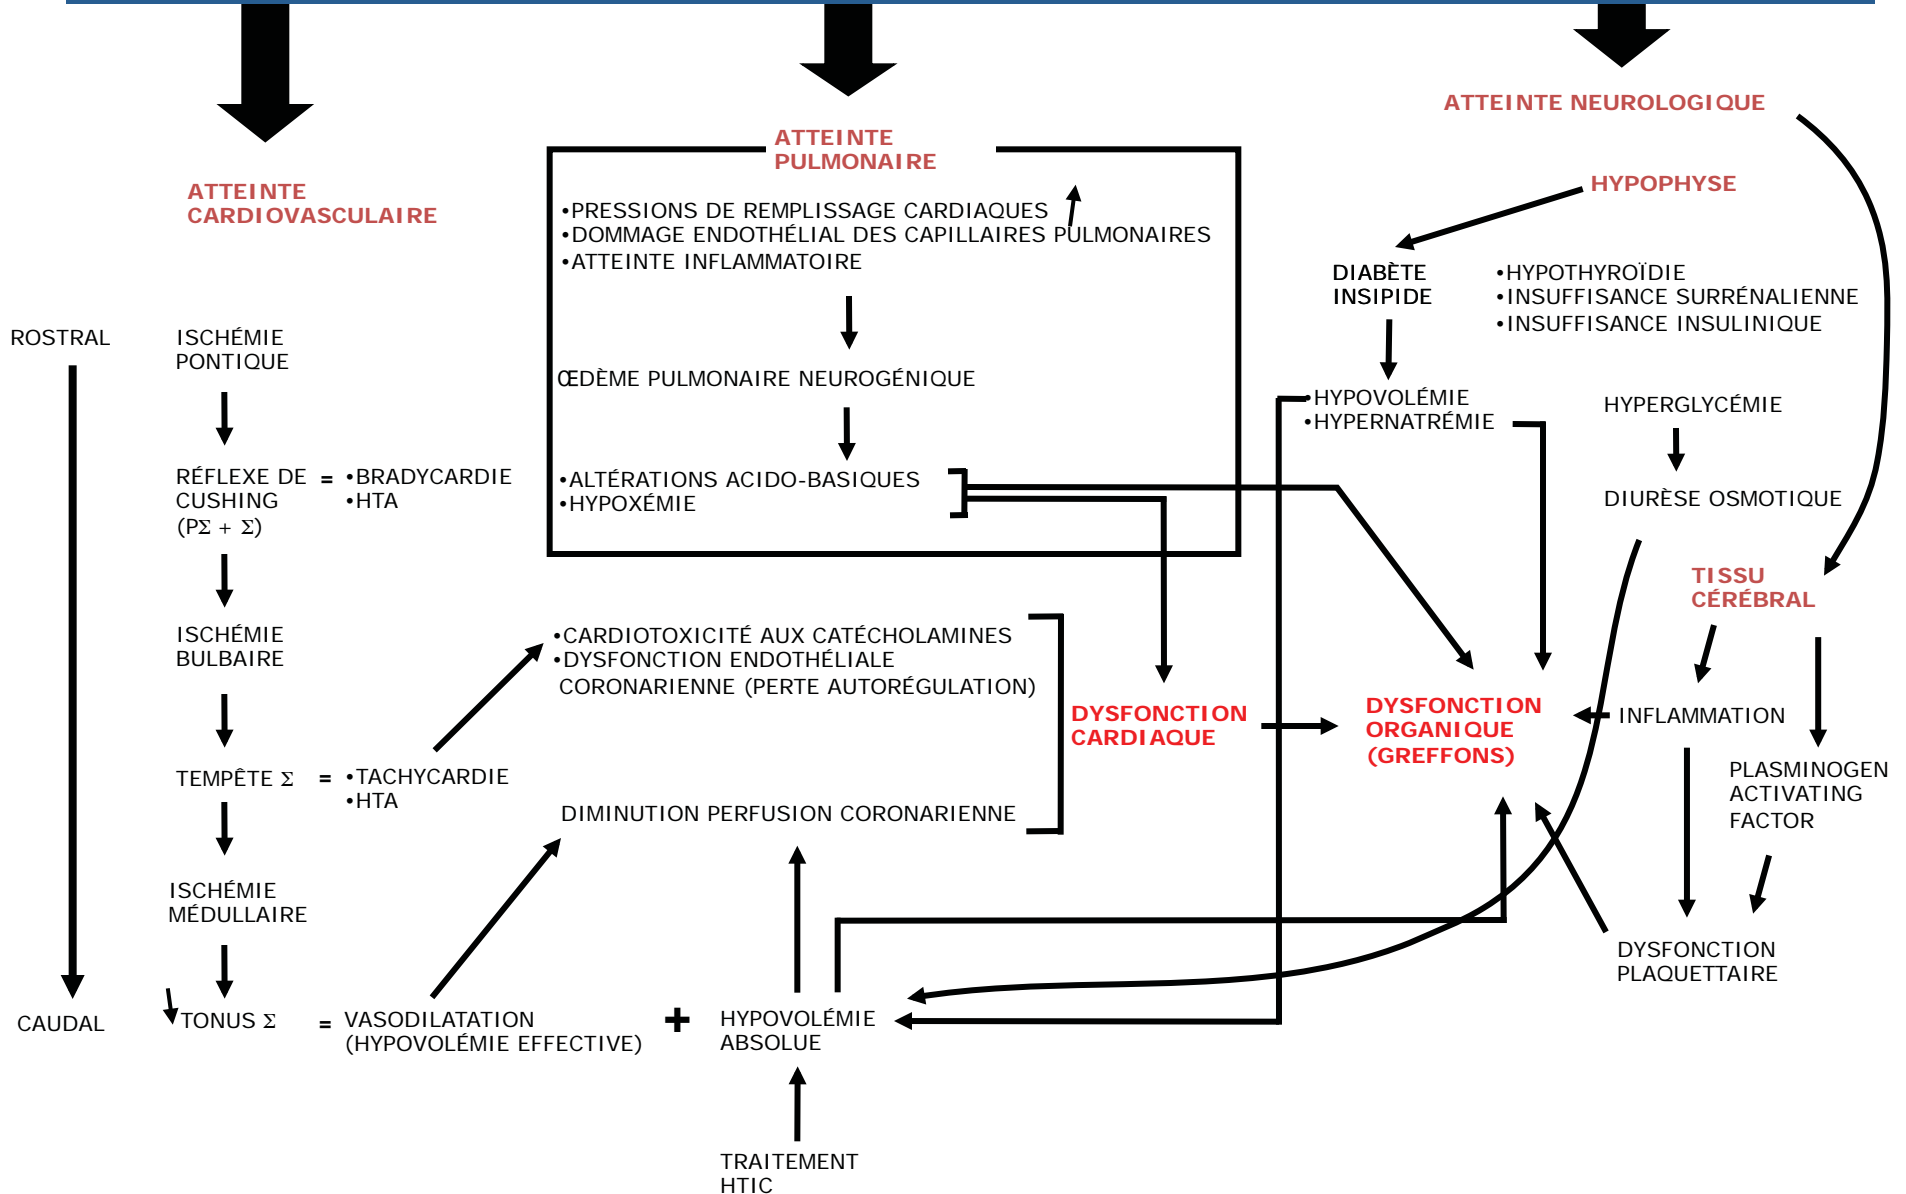 ATTEINTE NEUROLOGIQUE
ATTEINTE
PULMONAIRE
ATTEINTE
CARDIOVASCULAIRE
HYPOPHYSE
•PRESSIONS DE REMPLISSAGE CARDIAQUES
•DOMMAGE ENDOTHÉLIAL DES CAPILLAIRES PULMONAIRES
•ATTEINTE INFLAMMATOIRE
DIABÈTE
INSIPIDE
•HYPOTHYROÏDIE
•INSUFFISANCE SURRÉNALIENNE
•INSUFFISANCE INSULINIQUE
ROSTRAL
ISCHÉMIE
PONTIQUE
ŒDÈME PULMONAIRE NEUROGÉNIQUE
•HYPOVOLÉMIE
•HYPERNATRÉMIE
HYPERGLYCÉMIE
RÉFLEXE DE
CUSHING
(PΣ + Σ)
= •BRADYCARDIE
•HTA
•ALTÉRATIONS ACIDO-BASIQUES
•HYPOXÉMIE
DIURÈSE OSMOTIQUE
TISSU
CÉRÉBRAL
ISCHÉMIE
BULBAIRE
•CARDIOTOXICITÉ AUX CATÉCHOLAMINES
•DYSFONCTION ENDOTHÉLIALE
CORONARIENNE (PERTE AUTORÉGULATION)
DYSFONCTION
CARDIAQUE
DYSFONCTION
ORGANIQUE
(GREFFONS)
INFLAMMATION
TEMPÊTE Σ
= •TACHYCARDIE
•HTA
PLASMINOGEN
ACTIVATING
FACTOR
DIMINUTION PERFUSION CORONARIENNE
ISCHÉMIE
MÉDULLAIRE
DYSFONCTION
PLAQUETTAIRE
CAUDAL
TONUS Σ
= VASODILATATION
(HYPOVOLÉMIE EFFECTIVE)
+
HYPOVOLÉMIE
ABSOLUE
TRAITEMENT
HTIC